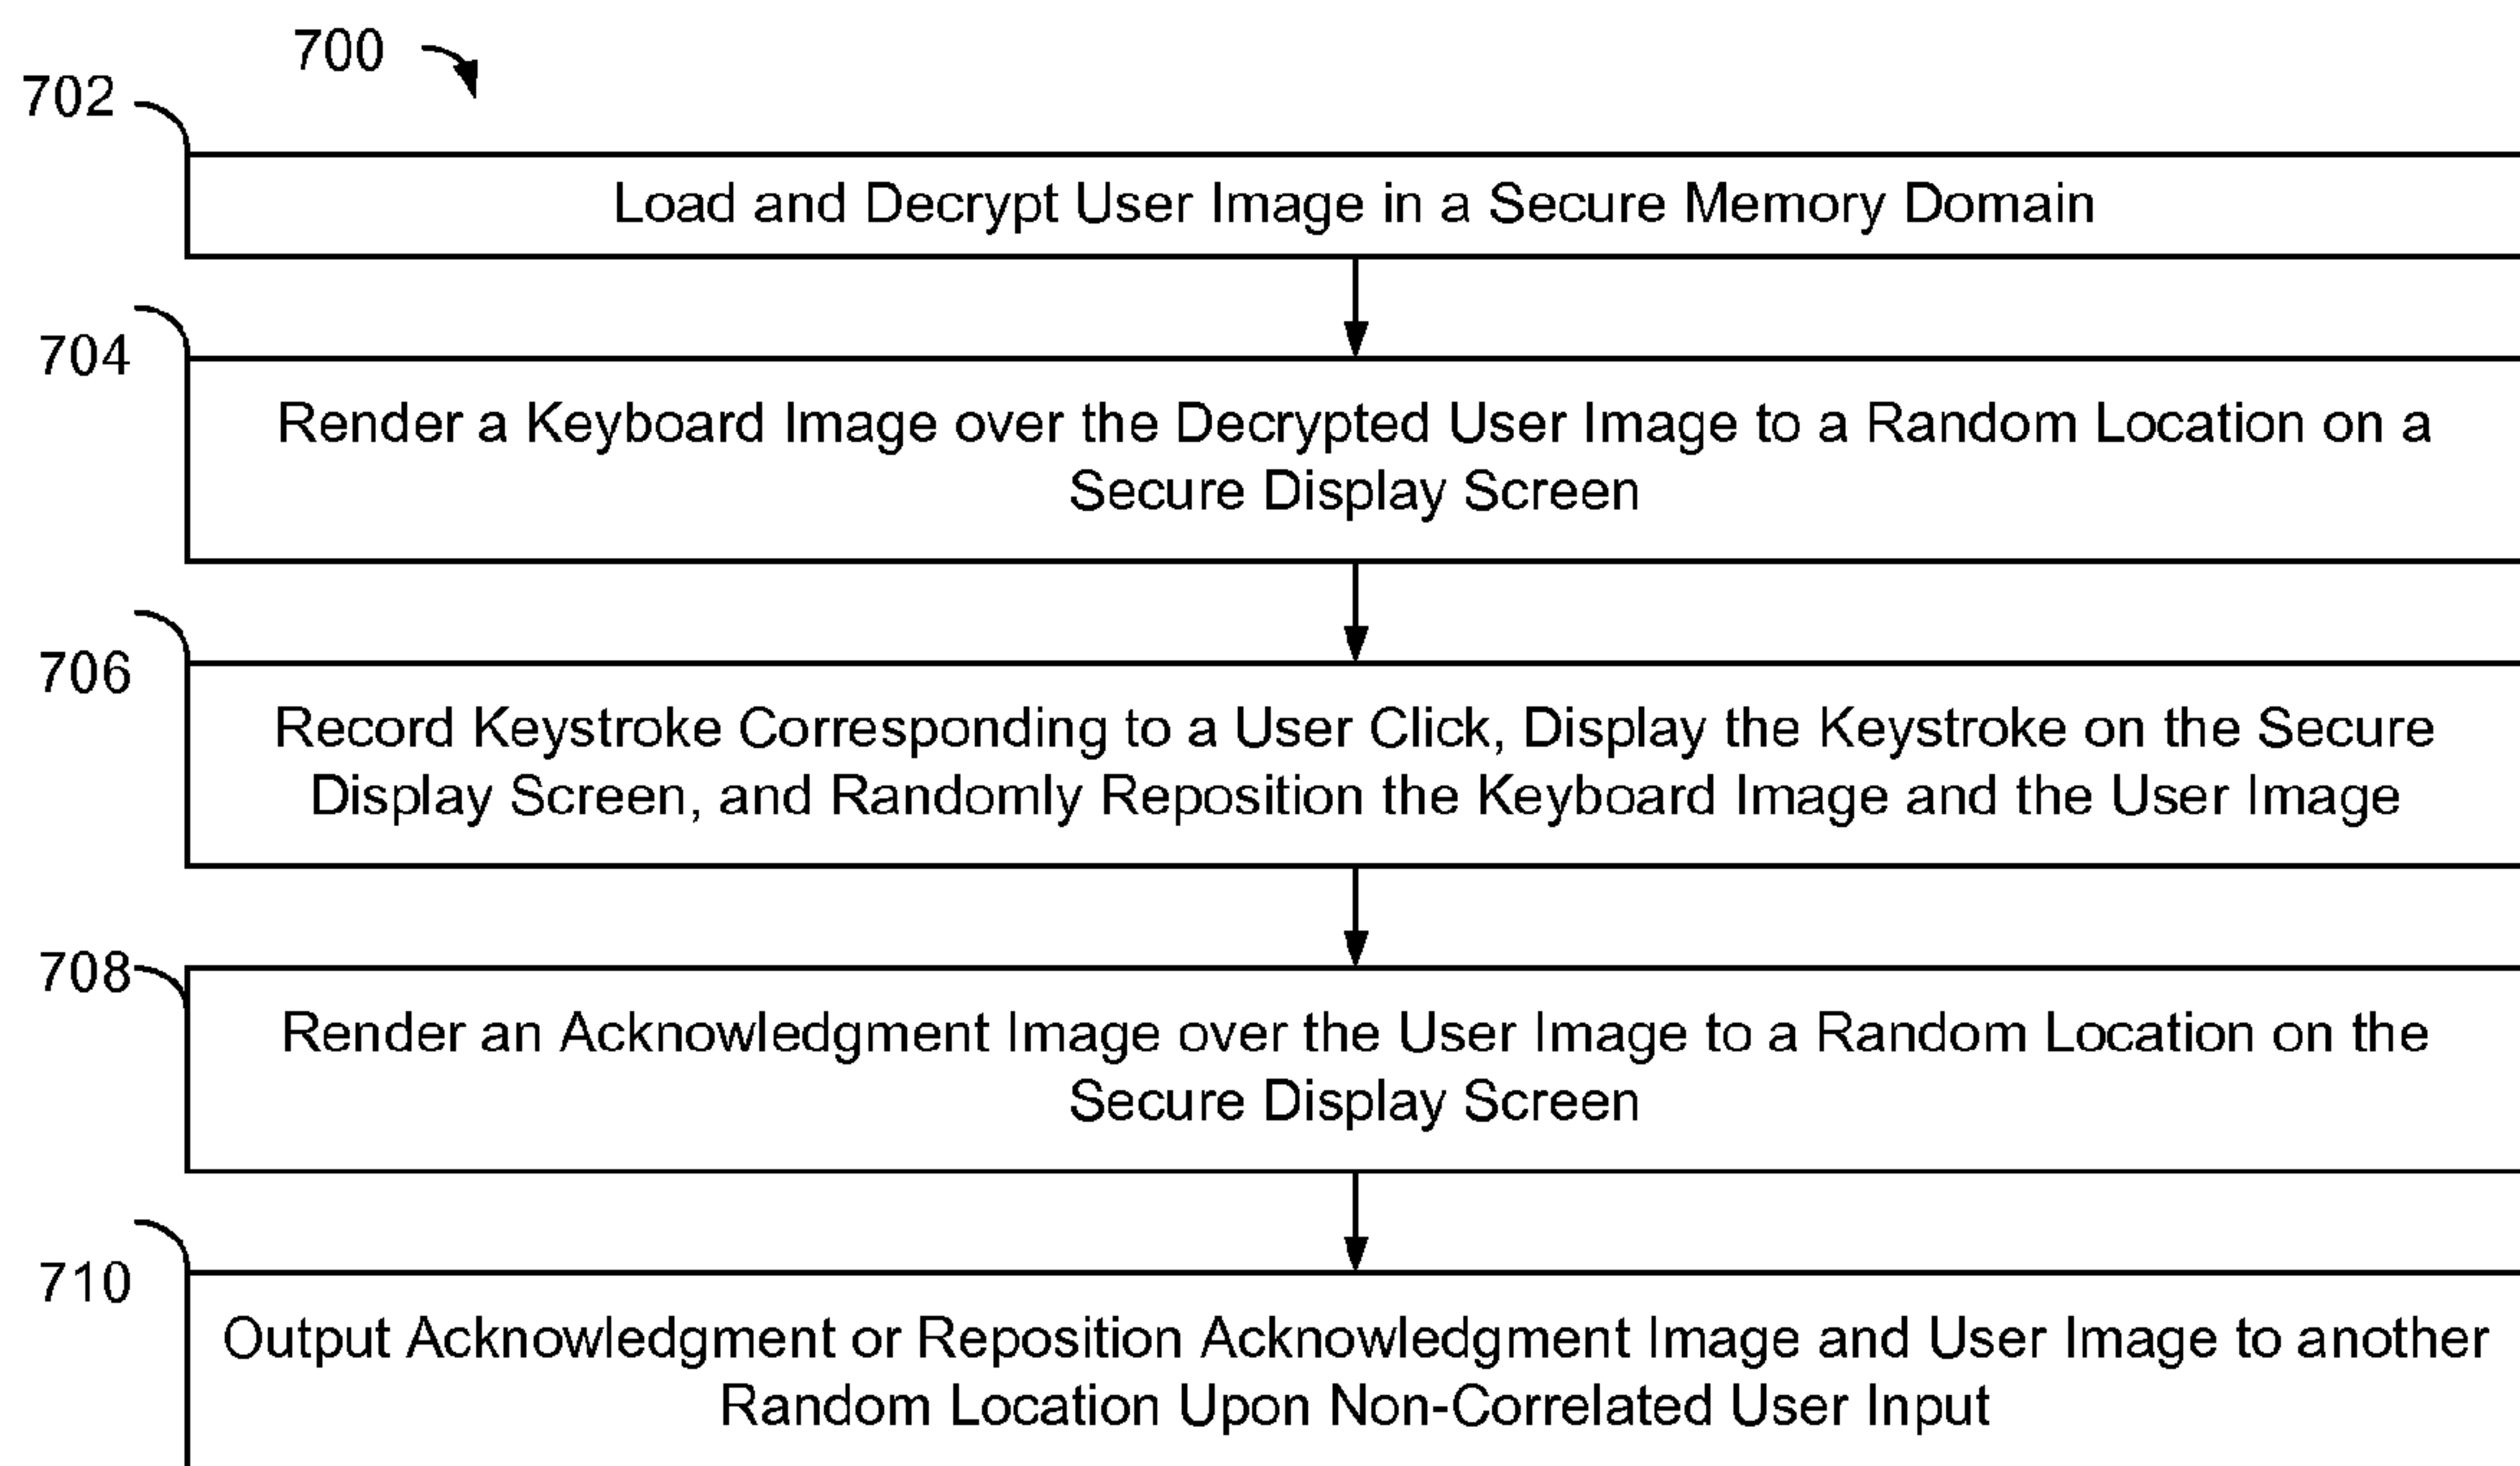 700
702
Load and Decrypt User Image in a Secure Memory Domain
704
Render a Keyboard Image over the Decrypted User Image to a Random Location on a
Secure Display Screen
706
Record Keystroke Corresponding to a User Click, Display the Keystroke on the Secure
Display Screen, and Randomly Reposition the Keyboard Image and the User Image
708
Render an Acknowledgment Image over the User Image to a Random Location on the
Secure Display Screen
710
Output Acknowledgment or Reposition Acknowledgment Image and User Image to another
Random Location Upon Non-Correlated User Input